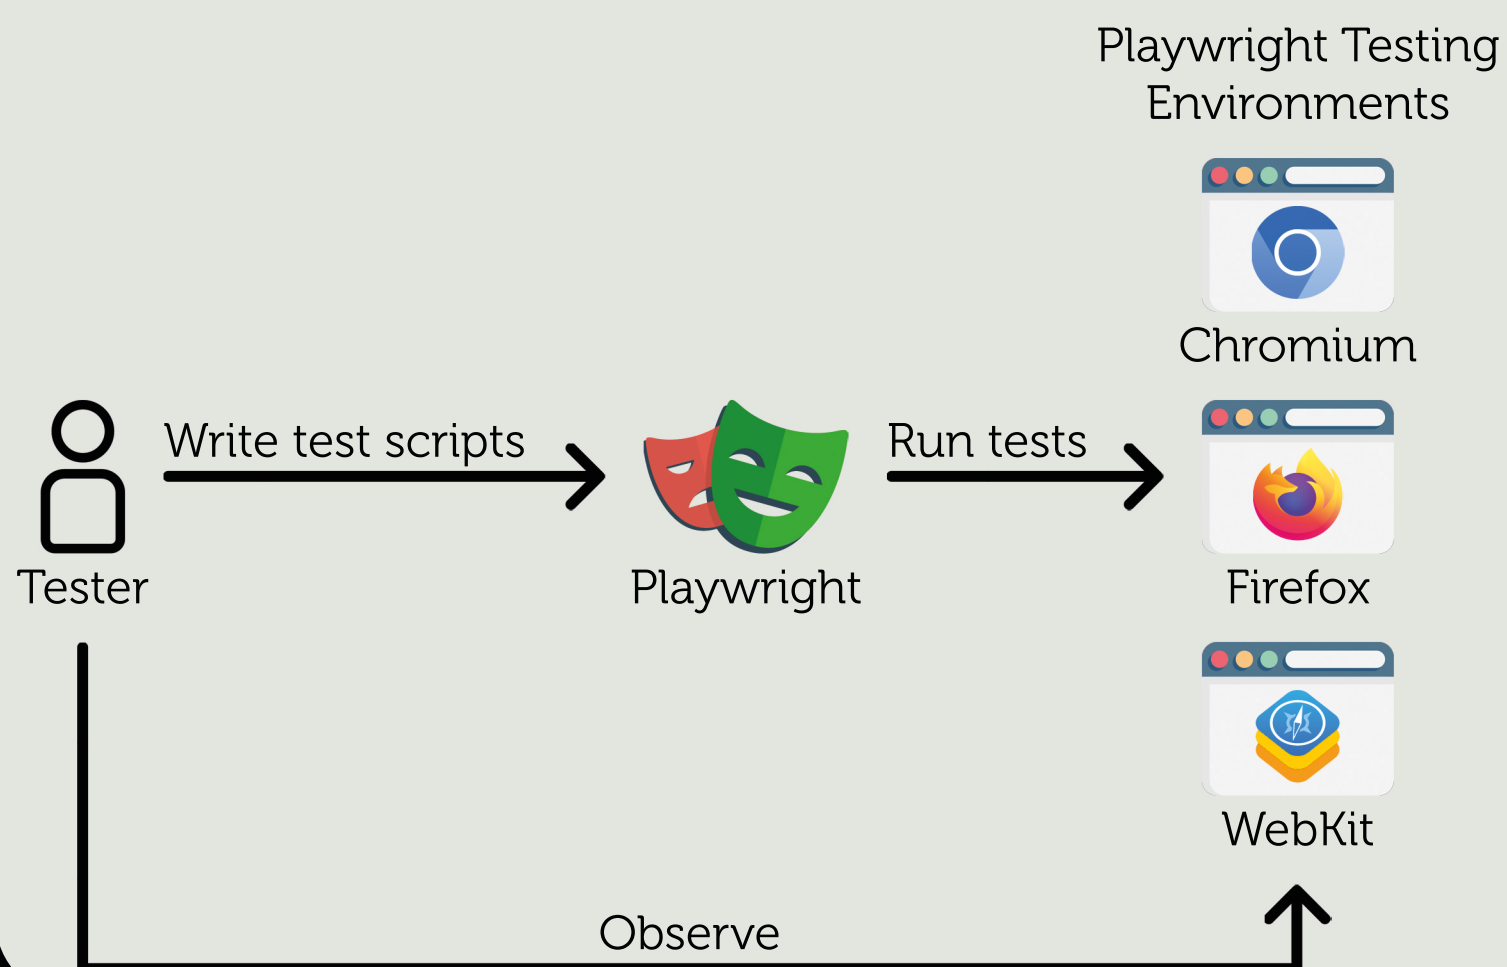 Playwright Testing
Environments
Chromium
Write test scripts
Run tests
Tester
Playwright
Firefox
WebKit
Observe